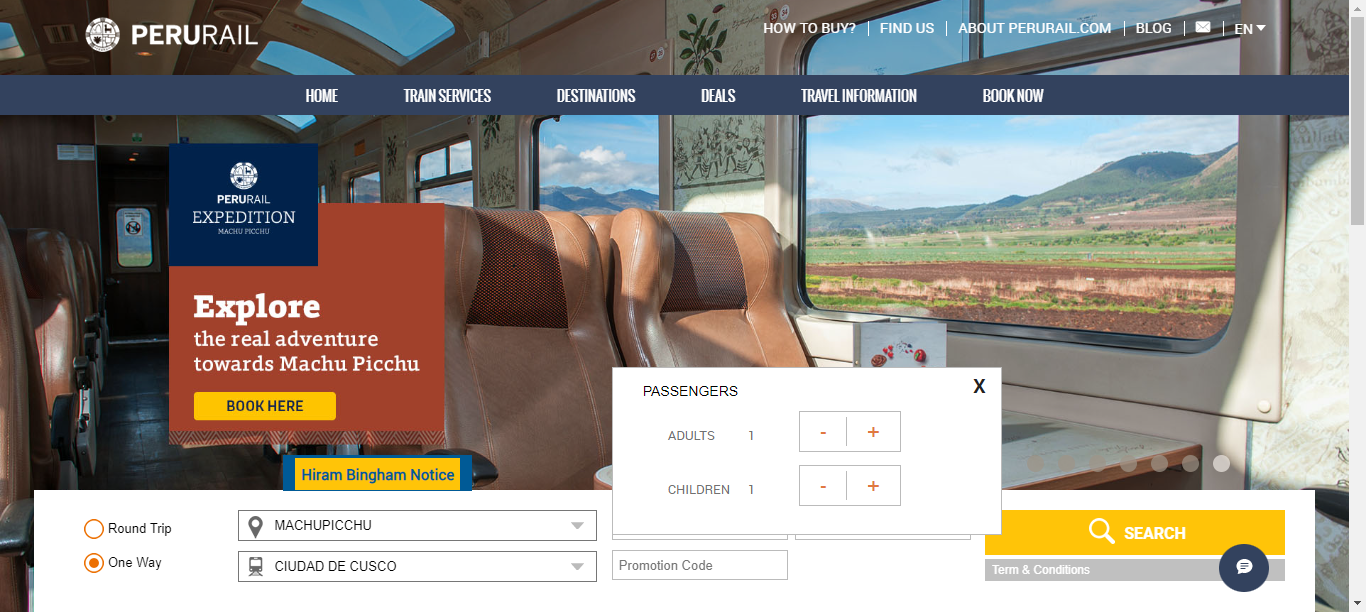 PERURAIL
HOW TO BUY?
FIND US
ABOUT PERURAIL.COM
BLOG
EN
HOME
TRAIN SERVICES
DESTINATIONS
DEALS
TRAVEL INFORMATION
BOOK NOW
PERURAIL
EXPEDITION
MACHU PICCHU
Explore
the real adventure
towards Machu Picchu
BOOK HERE
Hiram Bingham Notice
PASSENGERS
X
ADULTS 1 - +
CHILDREN 1 - +
Round Trip
MACHUPICCHU
One Way
CIUDAD DE CUSCO
Promotion Code
SEARCH
Term & Conditions